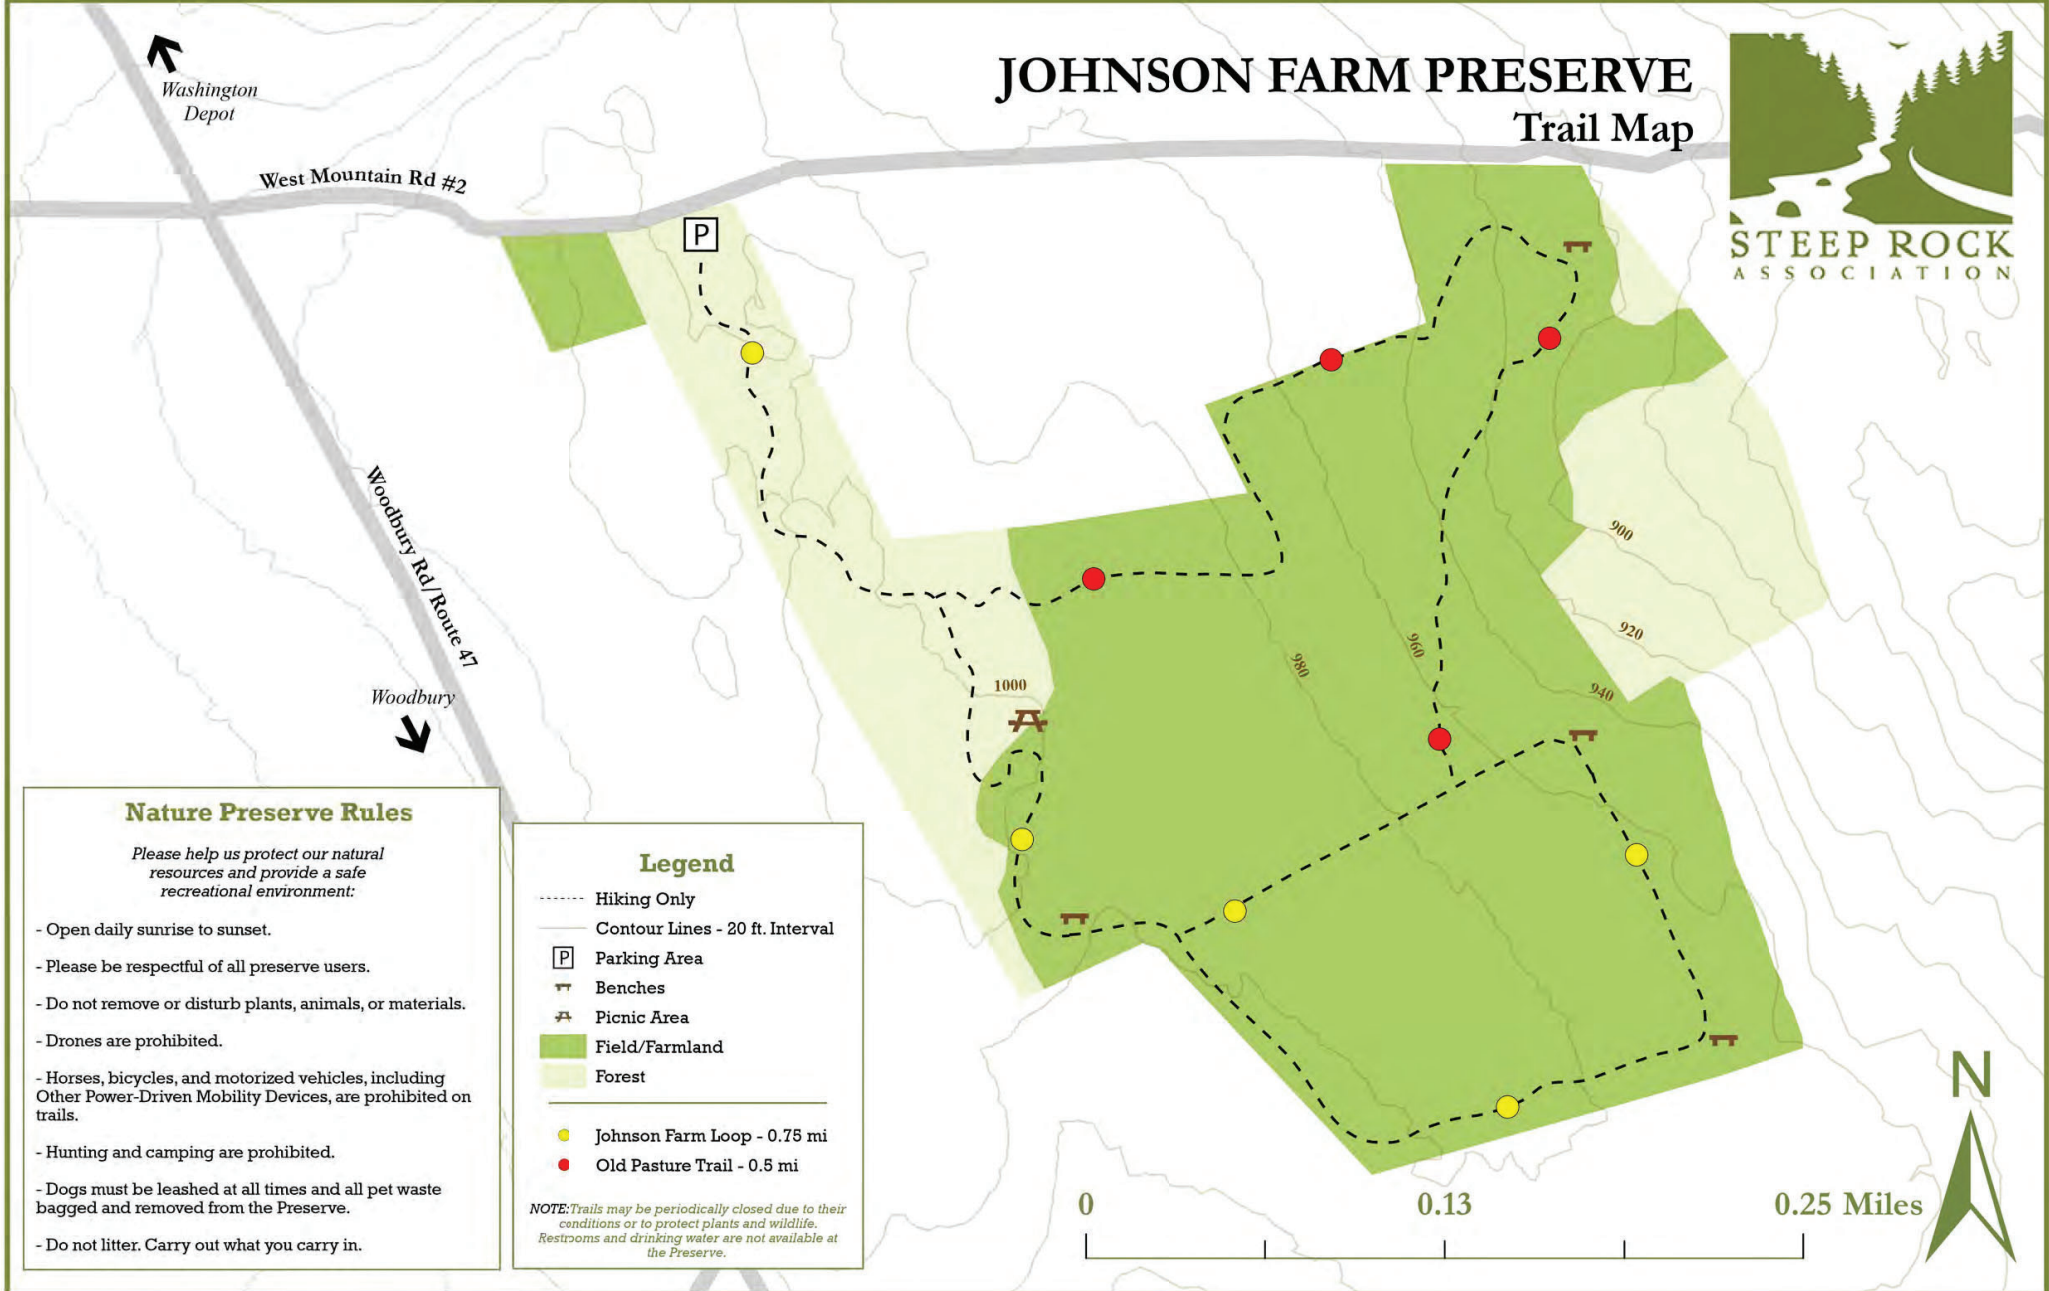 JOHNSON FARM PRESERVE
Trail Map
STEEP ROCK
ASSOCIATION
Washington
Depot
West Mountain Rd #2
P
Woodbury Rd/Route 47
Woodbury
1000
980
960
940
920
900
Nature Preserve Rules
Please help us protect our natural
resources and provide a safe
recreational environment:
- Open daily sunrise to sunset.
- Please be respectful of all preserve users.
- Do not remove or disturb plants, animals, or materials.
- Drones are prohibited.
- Horses, bicycles, and motorized vehicles, including
Other Power-Driven Mobility Devices, are prohibited on
trails.
- Hunting and camping are prohibited.
- Dogs must be leashed at all times and all pet waste
bagged and removed from the Preserve.
- Do not litter. Carry out what you carry in.
Legend
Hiking Only
Contour Lines - 20 ft. Interval
P Parking Area
Benches
Picnic Area
Field/Farmland
Forest
Johnson Farm Loop - 0.75 mi
Old Pasture Trail - 0.5 mi
NOTE:Trails may be periodically closed due to their
conditions or to protect plants and wildlife.
Restrooms and drinking water are not available at
the Preserve.
0 0.13 0.25 Miles
N